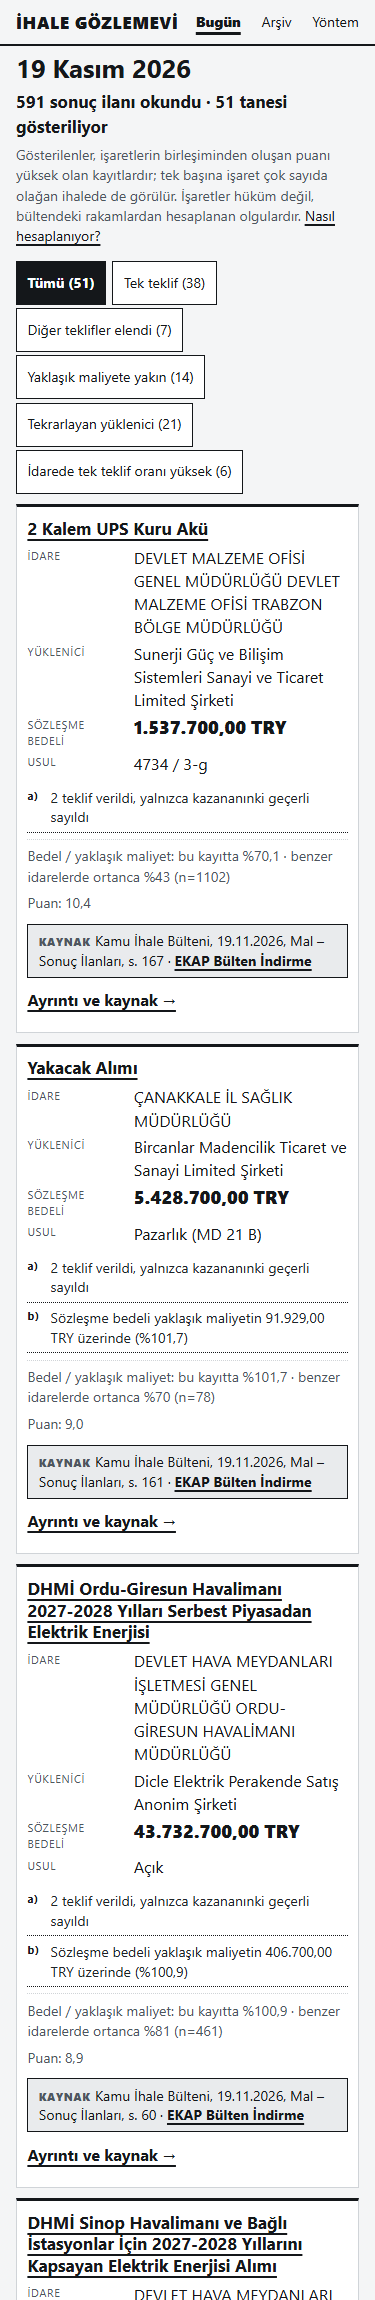 İHALE GÖZLEMEVİ Bugün Arşiv Yöntem
19 Kasım 2026
591 sonuç ilanı okundu · 51 tanesi
gösteriliyor
Gösterilenler, işaretlerin birleşiminden oluşan puanı
yüksek olan kayıtlardır; tek başına işaret çok sayıda
olağan ihalede de görülür. İşaretler hüküm değil,
bültendeki rakamlardan hesaplanan olgulardır. Nasıl
hesaplanıyor?
Tümü (51) Tek teklif (38)
Diğer teklifler elendi (7)
Yaklaşık maliyete yakın (14)
Tekrarlayan yüklenici (21)
İdarede tek teklif oranı yüksek (6)
2 Kalem UPS Kuru Akü
İDARE DEVLET MALZEME OFİSİ
GENEL MÜDÜRLÜĞÜ DEVLET
MALZEME OFİSİ TRABZON
BÖLGE MÜDÜRLÜĞÜ
YÜKLENİCİ Sunerji Güç ve Bilişim
Sistemleri Sanayi ve Ticaret
Limited Şirketi
SÖZLEŞME 1.537.700,00 TRY
BEDELİ
USUL 4734 / 3-g
a) 2 teklif verildi, yalnızca kazananınki geçerli
sayıldı
Bedel / yaklaşık maliyet: bu kayıtta %70,1 · benzer
idarelerde ortanca %43 (n=1102)
Puan: 10,4
KAYNAK Kamu İhale Bülteni, 19.11.2026, Mal –
Sonuç İlanları, s. 167 · EKAP Bülten İndirme
Ayrıntı ve kaynak →
Yakacak Alımı
İDARE ÇANAKKALE İL SAĞLIK
MÜDÜRLÜĞÜ
YÜKLENİCİ Bircanlar Madencilik Ticaret ve
Sanayi Limited Şirketi
SÖZLEŞME 5.428.700,00 TRY
BEDELİ
USUL Pazarlık (MD 21 B)
a) 2 teklif verildi, yalnızca kazananınki geçerli
sayıldı
b) Sözleşme bedeli yaklaşık maliyetin 91.929,00
TRY üzerinde (%101,7)
Bedel / yaklaşık maliyet: bu kayıtta %101,7 · benzer
idarelerde ortanca %70 (n=78)
Puan: 9,0
KAYNAK Kamu İhale Bülteni, 19.11.2026, Mal –
Sonuç İlanları, s. 161 · EKAP Bülten İndirme
Ayrıntı ve kaynak →
DHMİ Ordu-Giresun Havalimanı
2027-2028 Yılları Serbest Piyasadan
Elektrik Enerjisi
İDARE DEVLET HAVA MEYDANLARI
İŞLETMESİ GENEL
MÜDÜRLÜĞÜ ORDU-
GİRESUN HAVALİMANI
MÜDÜRLÜĞÜ
YÜKLENİCİ Dicle Elektrik Perakende Satış
Anonim Şirketi
SÖZLEŞME 43.732.700,00 TRY
BEDELİ
USUL Açık
a) 2 teklif verildi, yalnızca kazananınki geçerli
sayıldı
b) Sözleşme bedeli yaklaşık maliyetin 406.700,00
TRY üzerinde (%100,9)
Bedel / yaklaşık maliyet: bu kayıtta %100,9 · benzer
idarelerde ortanca %81 (n=461)
Puan: 8,9
KAYNAK Kamu İhale Bülteni, 19.11.2026, Mal –
Sonuç İlanları, s. 60 · EKAP Bülten İndirme
Ayrıntı ve kaynak →
DHMİ Sinop Havalimanı ve Bağlı
İstasyonlar İçin 2027-2028 Yıllarını
Kapsayan Elektrik Enerjisi Alımı
İDARE DEVLET HAVA MEYDANLARI